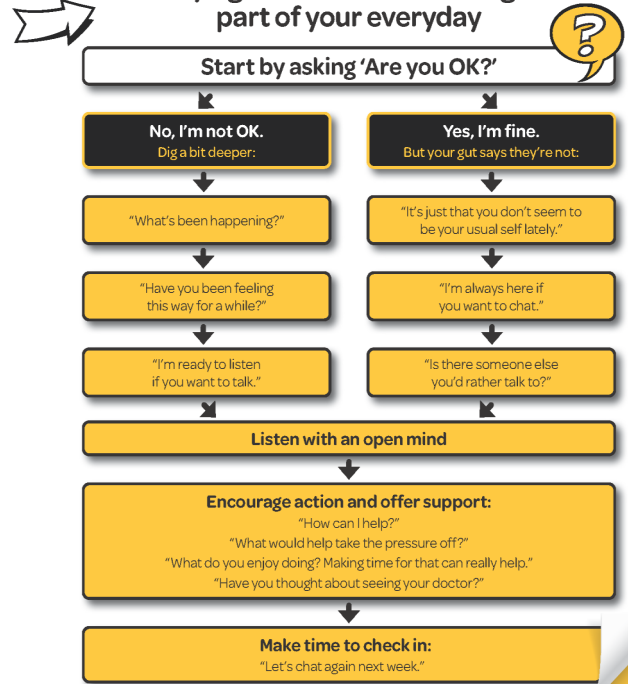 part of your everyday
?
Start by asking ‘Are you OK?’
No, I’m not OK.
Dig a bit deeper:
“What’s been happening?”
“Have you been feeling
this way for a while?”
“I’m ready to listen
if you want to talk.”
Yes, I’m fine.
But your gut says they’re not:
“It’s just that you don’t seem to
be your usual self lately.”
“I’m always here if
you want to chat.”
“Is there someone else
you’d rather talk to?”
Listen with an open mind
Encourage action and offer support:
“How can I help?”
“What would help take the pressure off?”
“What do you enjoy doing? Making time for that can really help.”
“Have you thought about seeing your doctor?”
Make time to check in:
“Let’s chat again next week.”